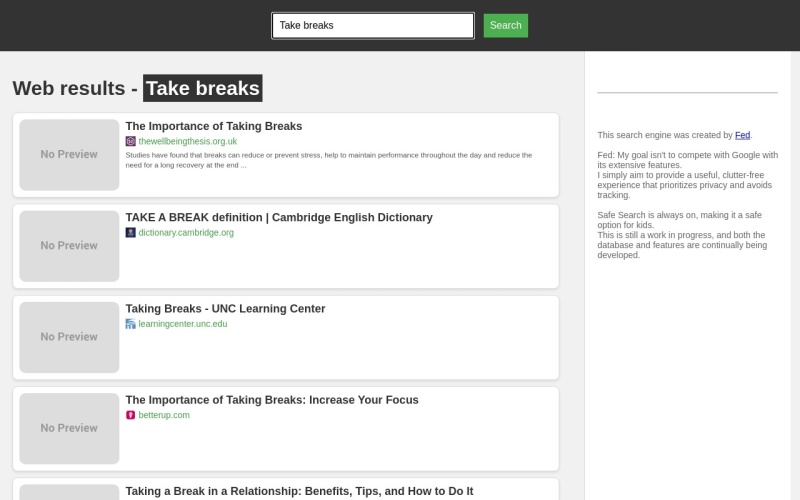 Take breaks
Search
Web results - Take breaks
No Preview
The Importance of Taking Breaks
thewellbeingthesis.org.uk
Studies have found that breaks can reduce or prevent stress, help to maintain performance throughout the day and reduce the
need for a long recovery at the end ...
No Preview
TAKE A BREAK definition | Cambridge English Dictionary
dictionary.cambridge.org
No Preview
Taking Breaks - UNC Learning Center
learningcenter.unc.edu
No Preview
The Importance of Taking Breaks: Increase Your Focus
betterup.com
Taking a Break in a Relationship: Benefits, Tips, and How to Do It
This search engine was created by Fed.
Fed: My goal isn't to compete with Google with
its extensive features.
I simply aim to provide a useful, clutter-free
experience that prioritizes privacy and avoids
tracking.
Safe Search is always on, making it a safe
option for kids.
This is still a work in progress, and both the
database and features are continually being
developed.